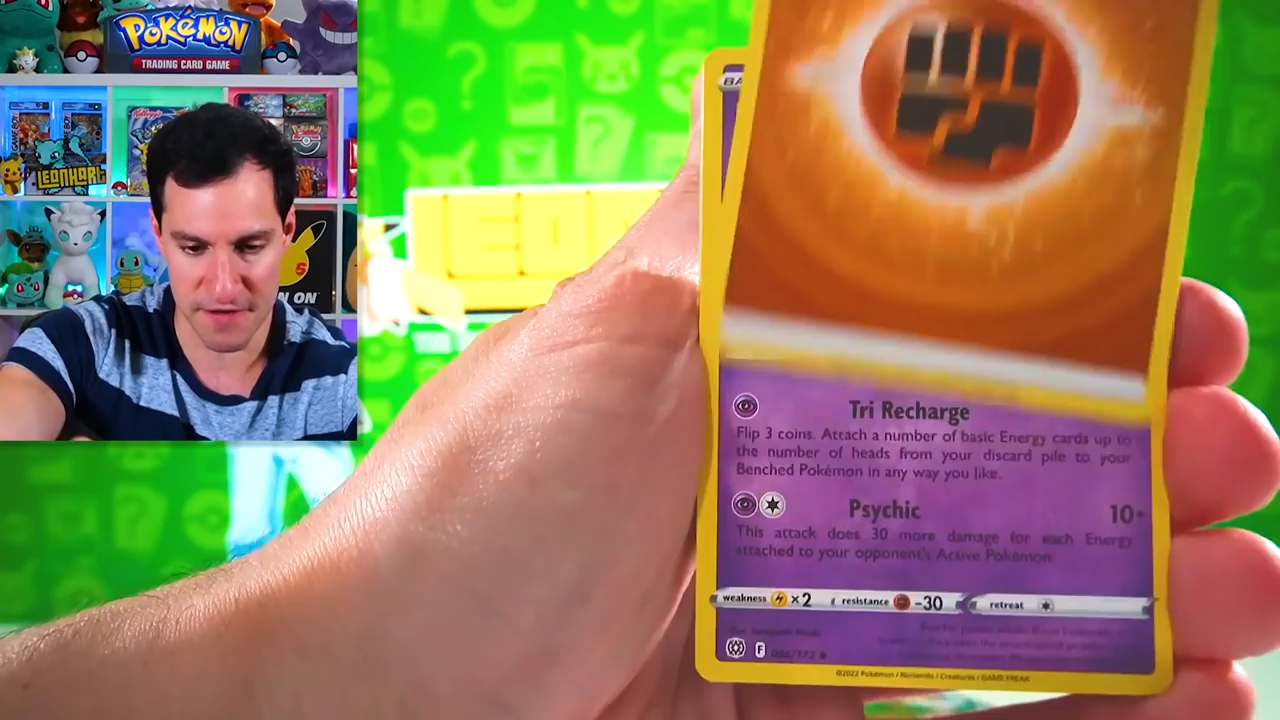 POKéMON
TRADING CARD GAME
LEONHART
ON
BA
Tri Recharge
Flip 3 coins. Attach a number of basic Energy cards up to
the number of heads from your discard pile to your
Benched Pokémon in any way you like.
Psychic 10+
This attack does 30 more damage for each Energy
attached to your opponent's Active Pokémon.
weakness ×2 resistance -30 retreat
F
©2022 Pokémon / Nintendo / Creatures / GAME FREAK